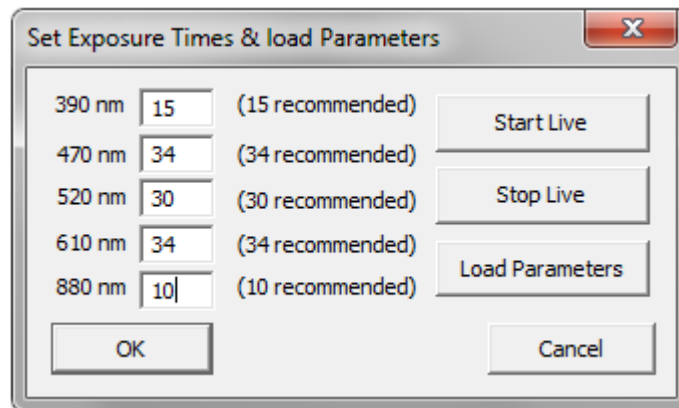 Set Exposure Times & load Parameters
X
390 nm 15 (15 recommended)
Start Live
470 nm 34 (34 recommended)
520 nm 30 (30 recommended)
Stop Live
610 nm 34 (34 recommended)
Load Parameters
880 nm 10 (10 recommended)
OK
Cancel